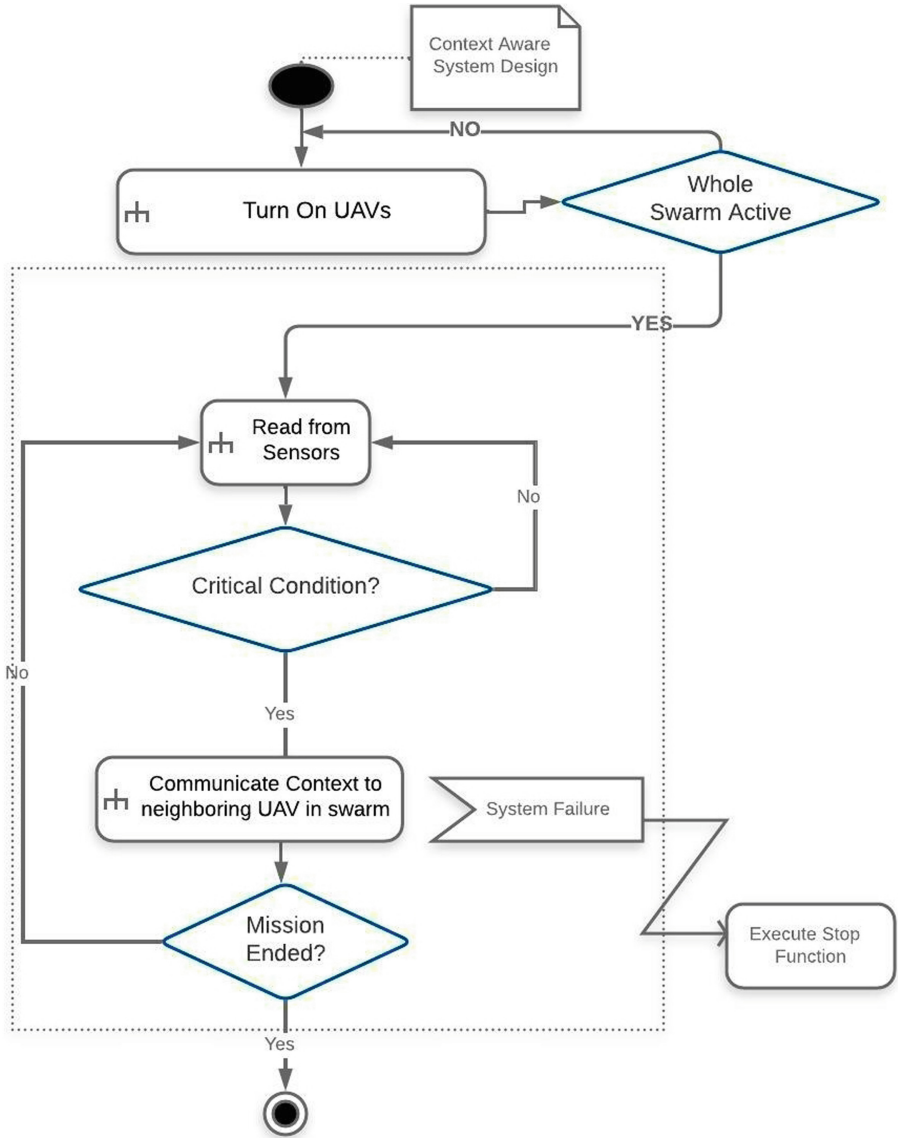 Context Aware
System Design
NO
Turn On UAVs
Whole
Swarm Active
YES
Read from
Sensors
No
Critical Condition?
No
Yes
Communicate Context to
neighboring UAV in swarm
System Failure
Mission
Ended?
Execute Stop
Function
Yes